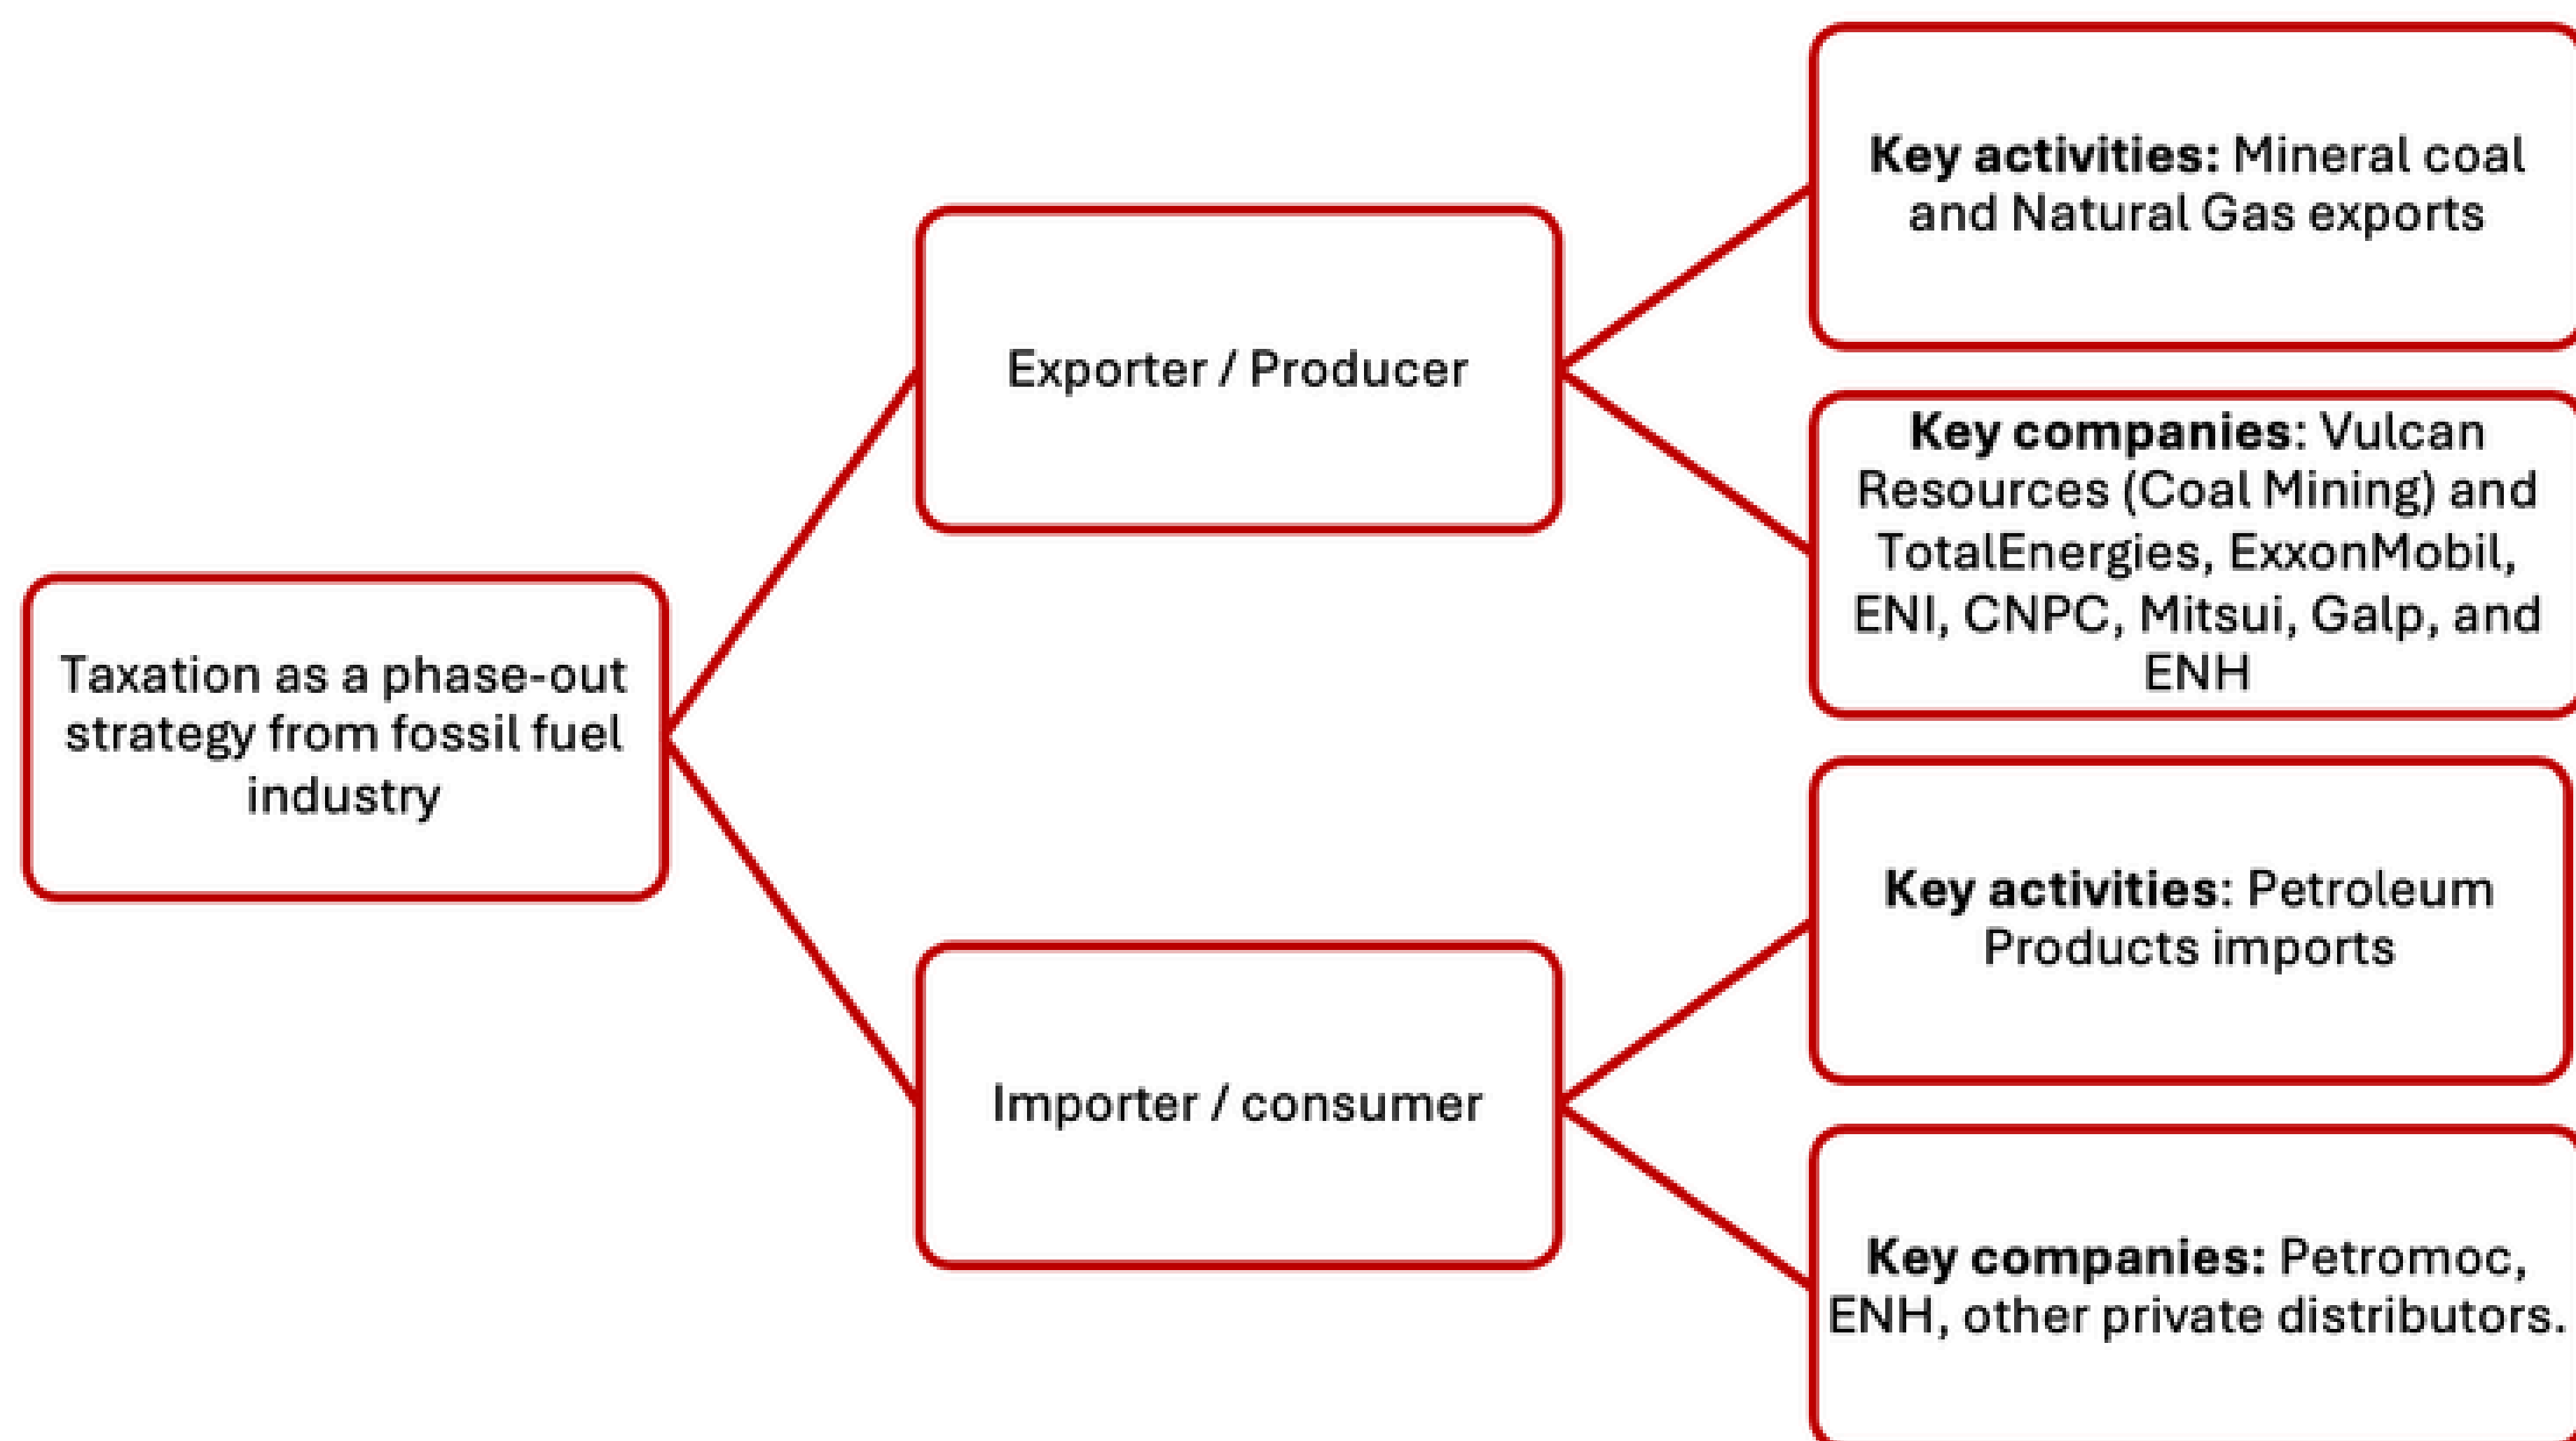 Taxation as a phase-out
strategy from fossil fuel
industry
Exporter / Producer
Key activities: Mineral coal
and Natural Gas exports
Key companies: Vulcan
Resources (Coal Mining) and
TotalEnergies, ExxonMobil,
ENI, CNPC, Mitsui, Galp, and
ENH
Importer / consumer
Key activities: Petroleum
Products imports
Key companies: Petromoc,
ENH, other private distributors.